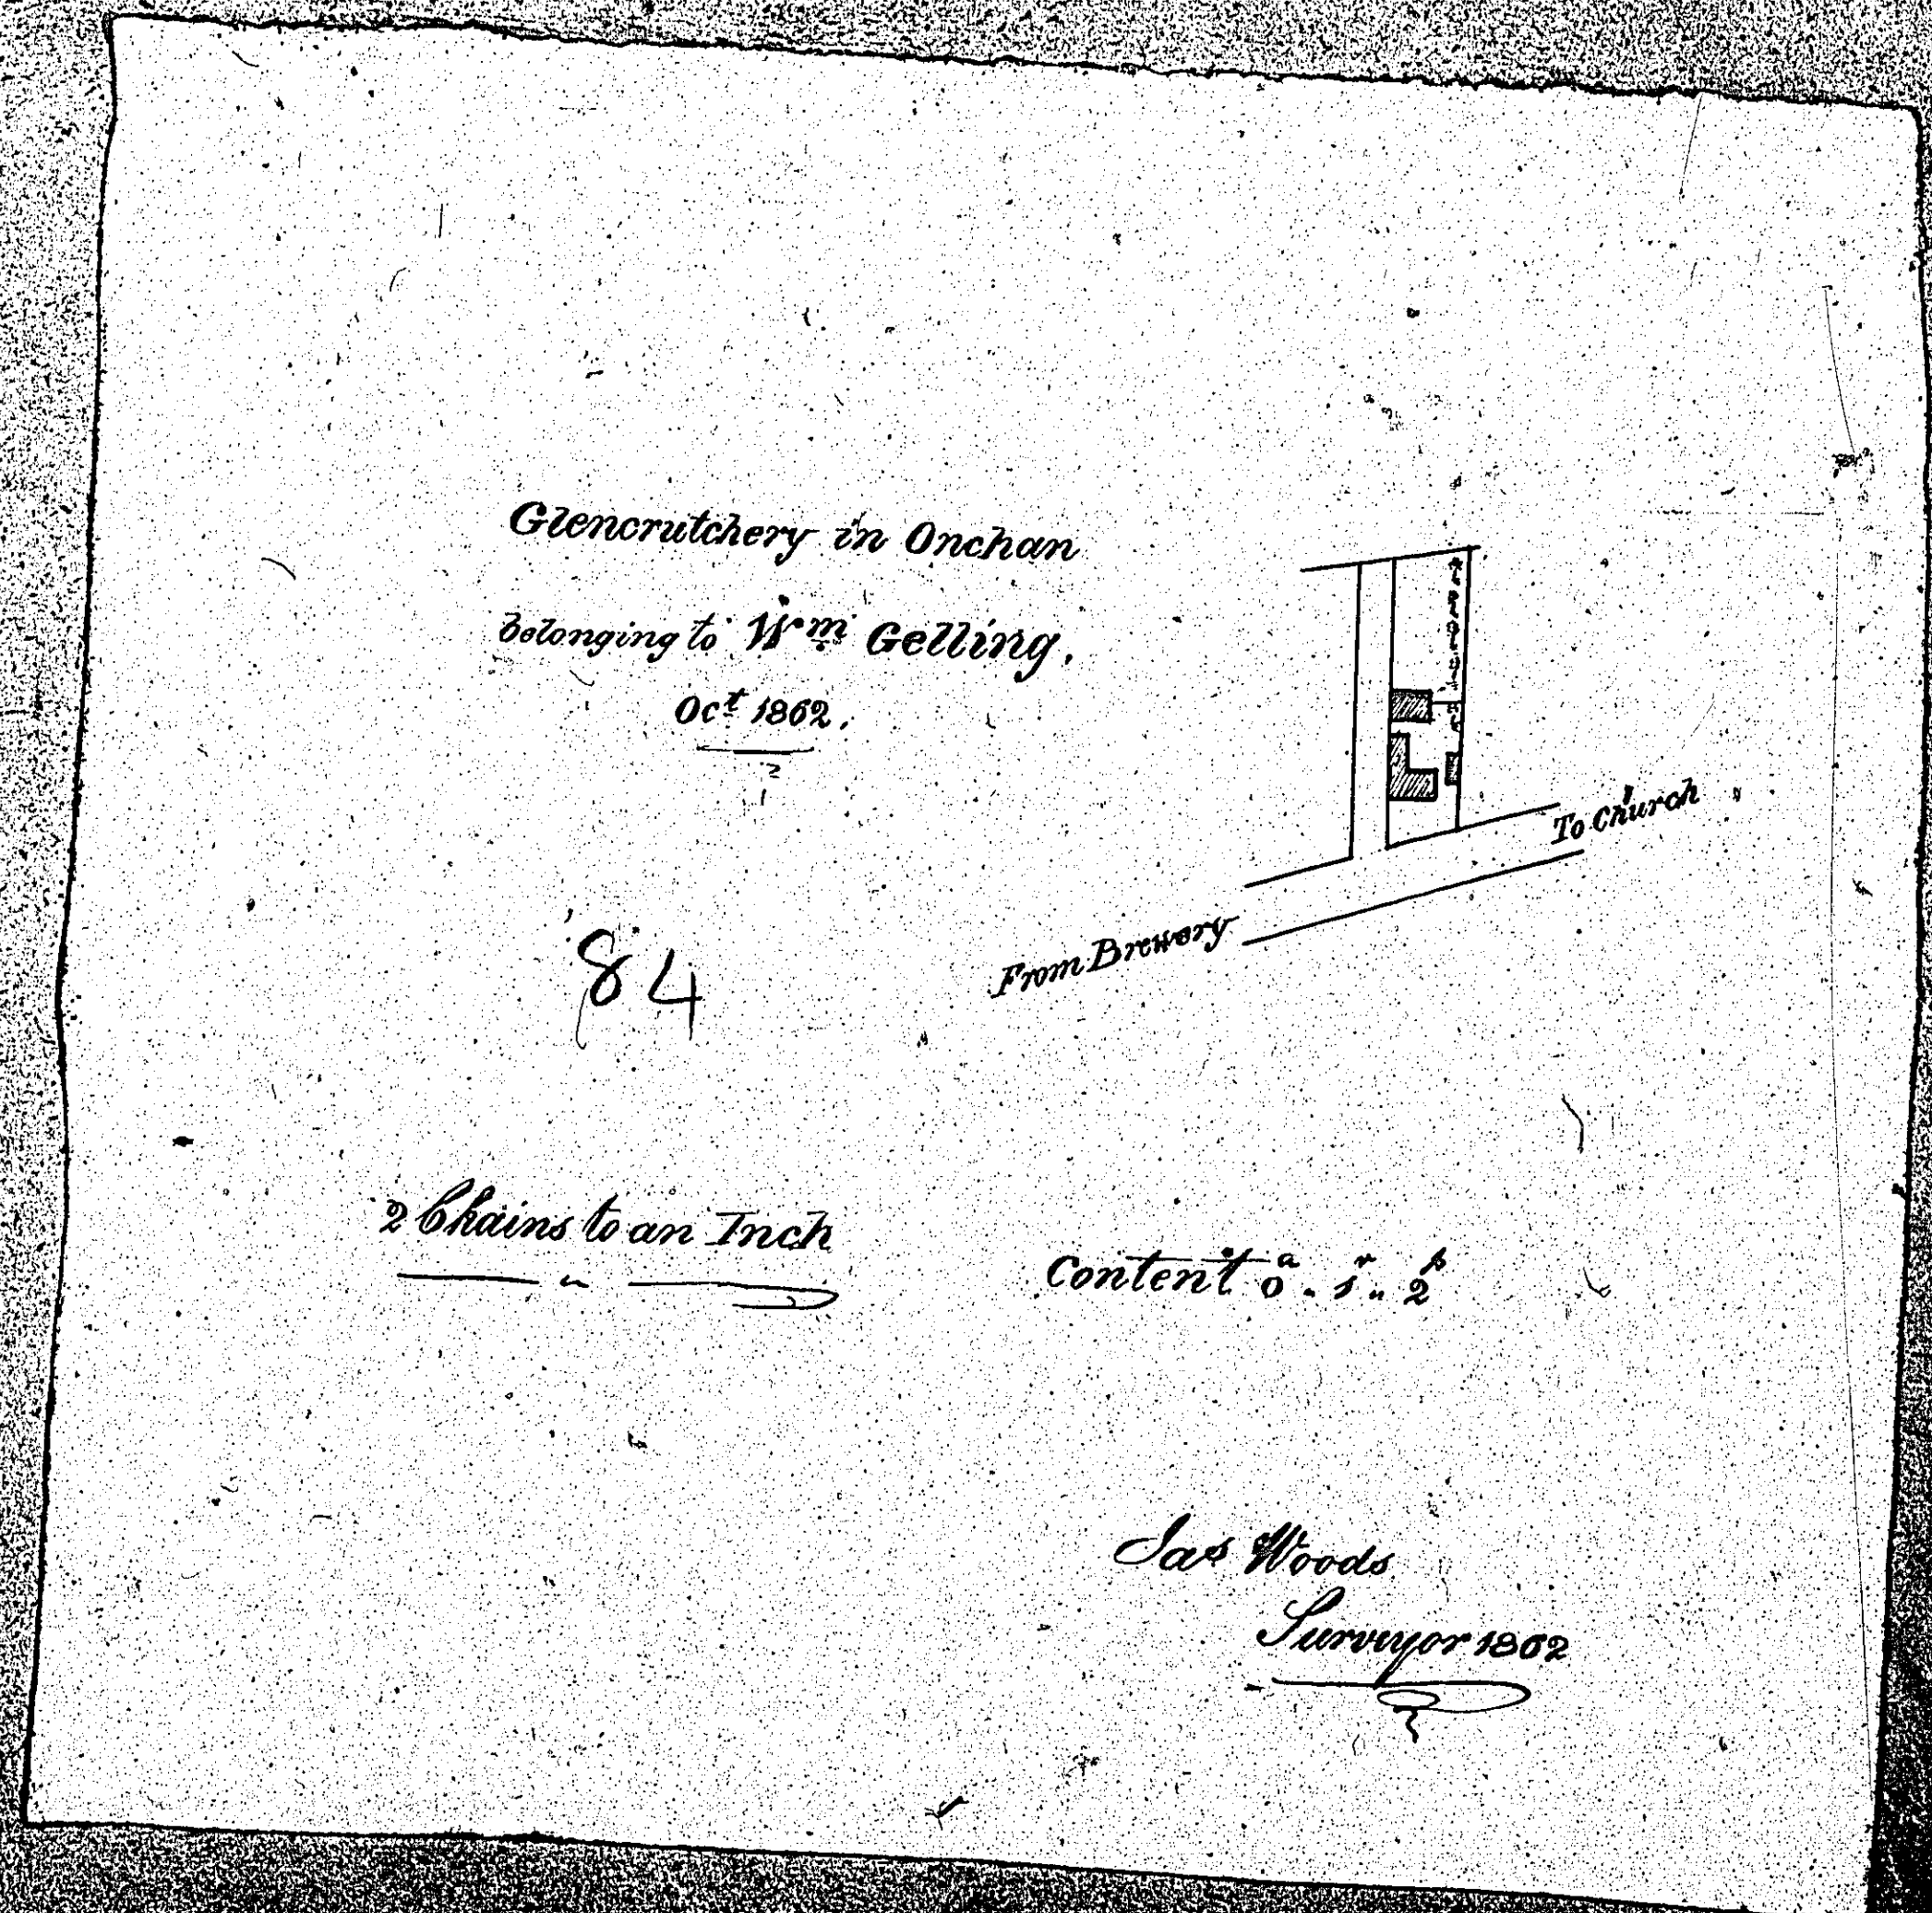 Glencrutchery in Onchan
belonging to Wm Gelling.
Oct 1862.
To Church
From Brewery
84
2 Chains to an Inch
Content 0a . 1r .. 2p
Jas Woods
Surveyor 1862